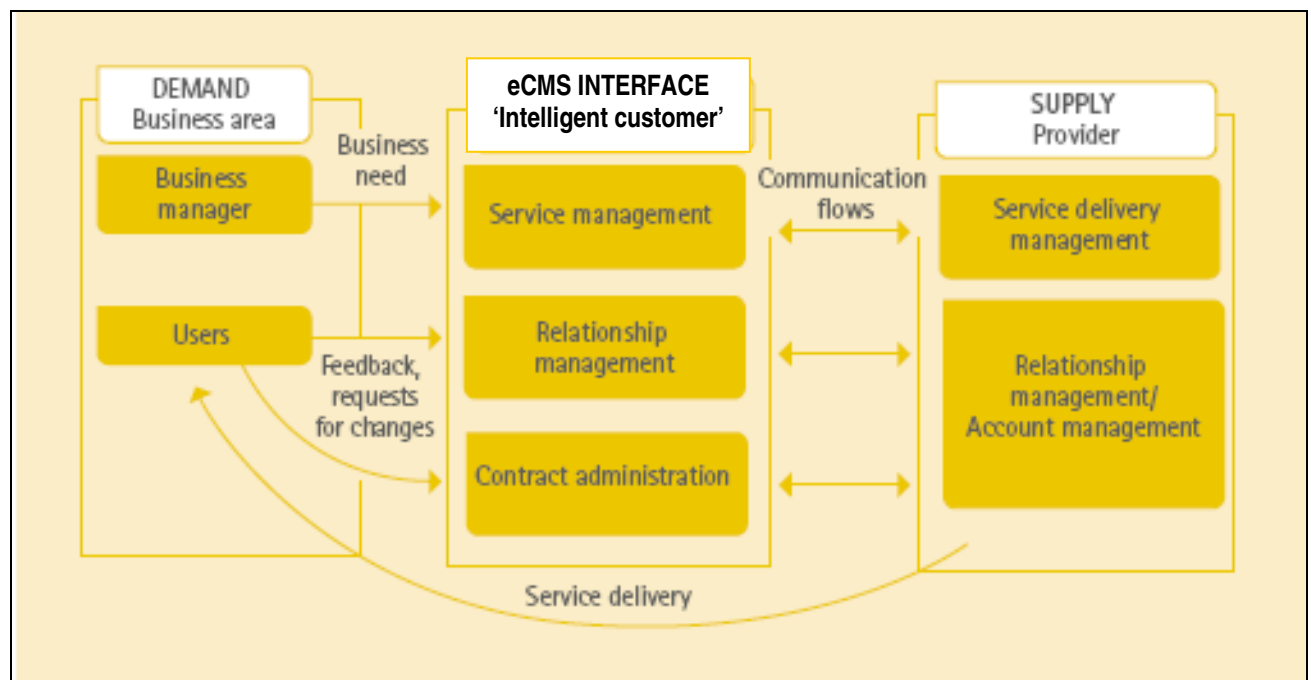 DEMAND
Business area
Business
manager
Users
Business
need
Feedback,
requests
for changes
eCMS INTERFACE
‘Intelligent customer’
Service management
Relationship
management
Contract administration
Communication
flows
SUPPLY
Provider
Service delivery
management
Relationship
management/
Account management
Service delivery